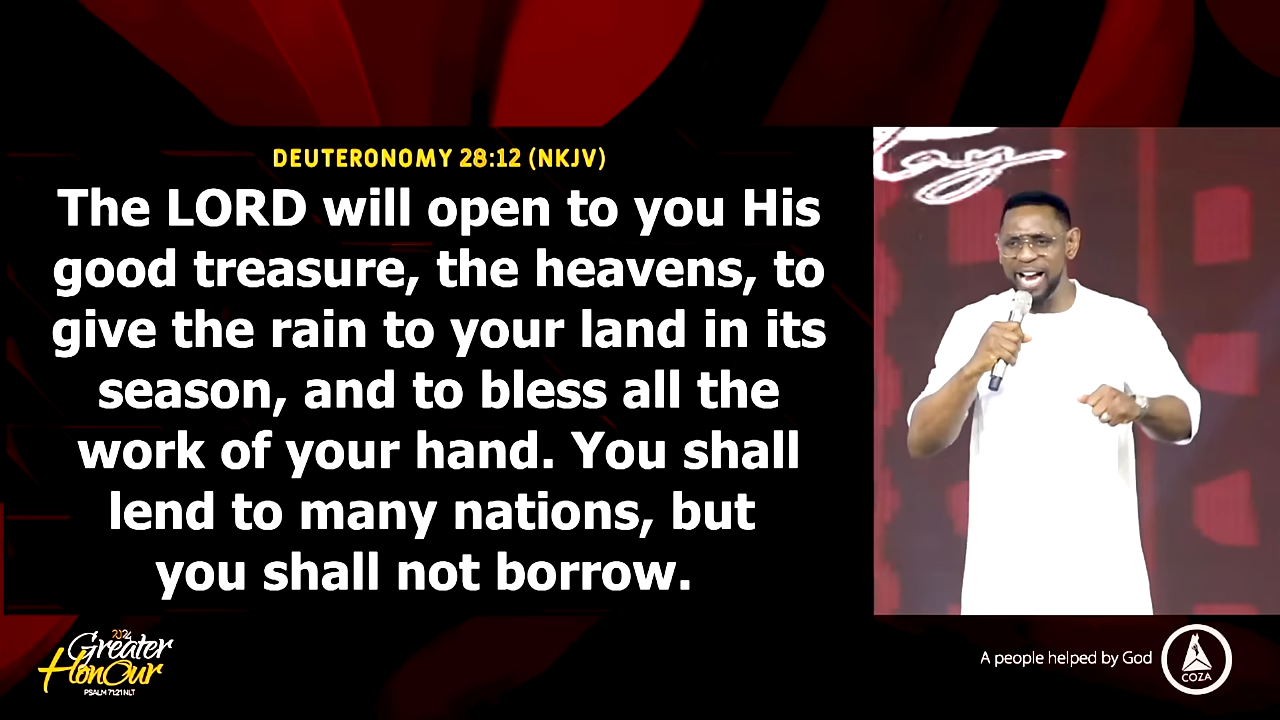 DEUTERONOMY 28:12 (NKJV)
The LORD will open to you His
good treasure, the heavens, to
give the rain to your land in its
season, and to bless all the
work of your hand. You shall
lend to many nations, but
you shall not borrow.
2024
Greater
HonOur
PSALM 71:21 NLT
A people helped by God
COZA